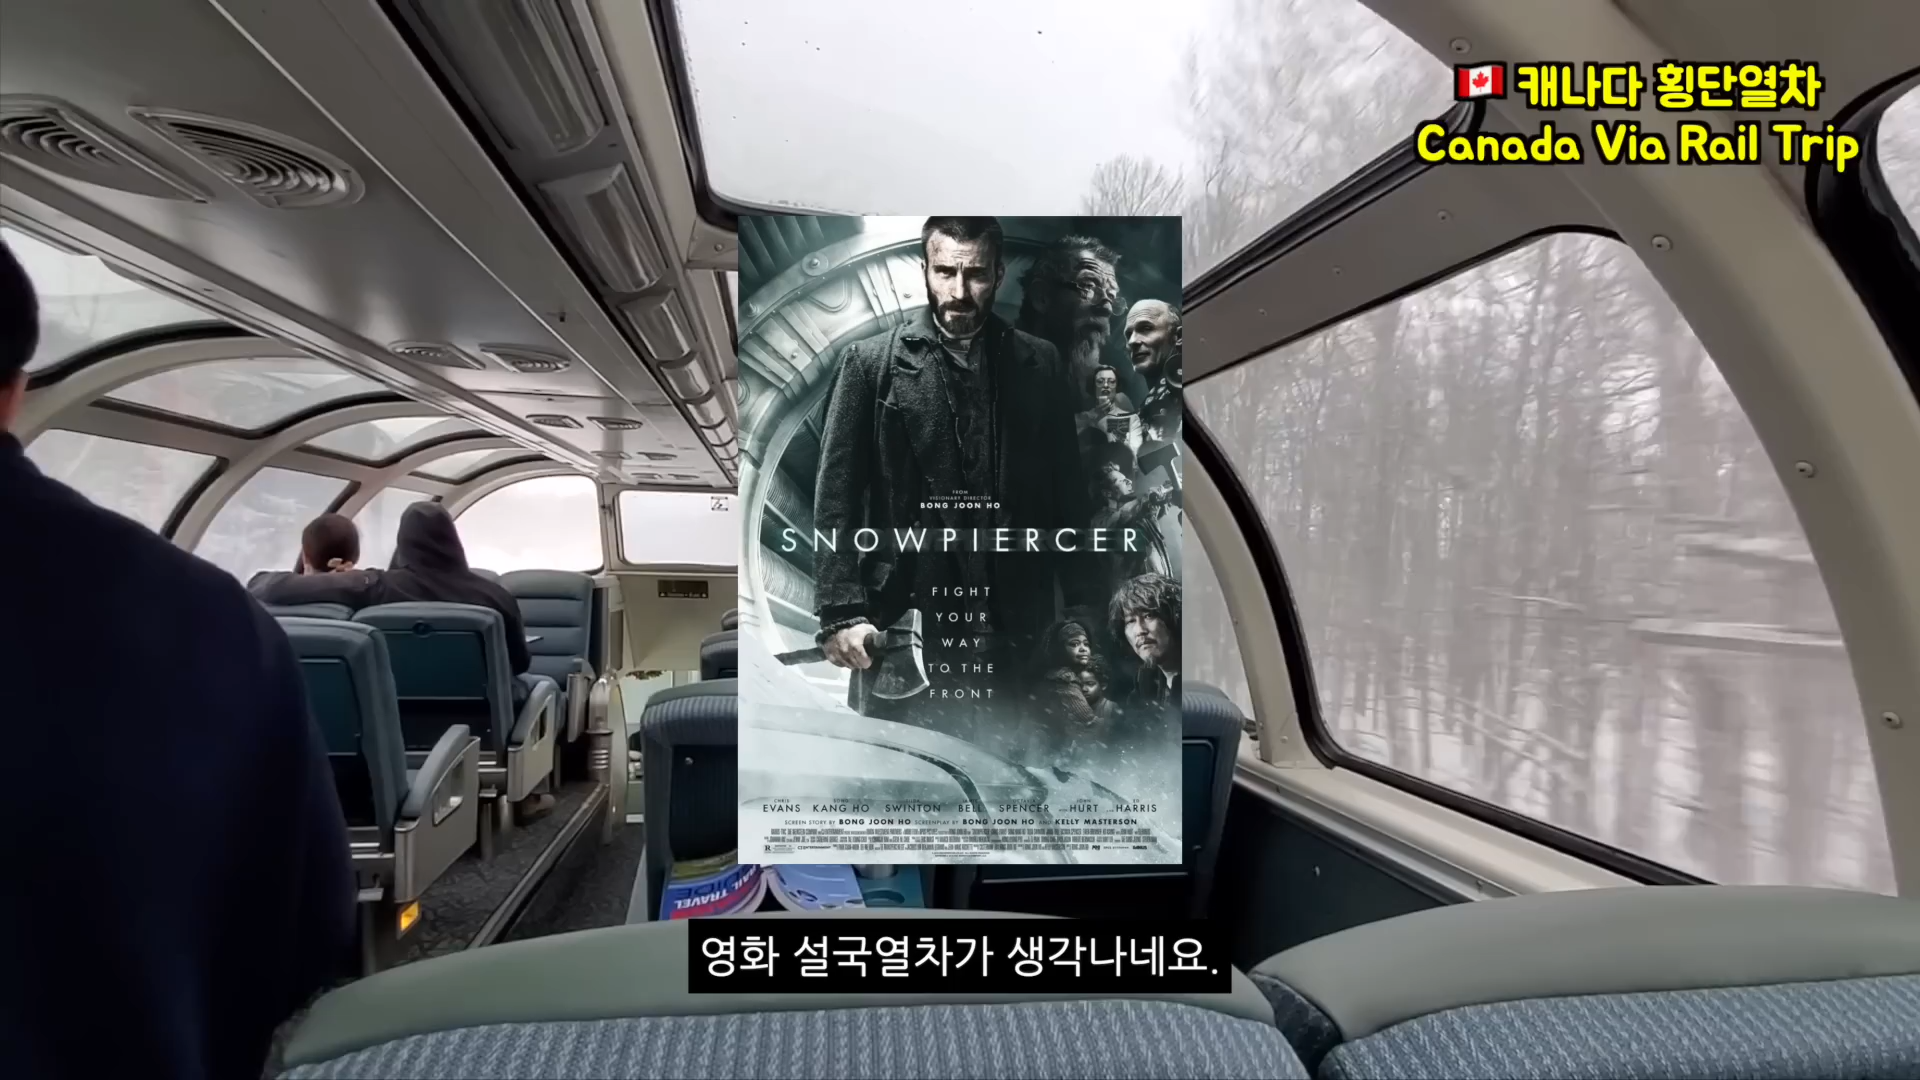 캐나다 횡단열차
Canada Via Rail Trip
FROM
VISIONARY DIRECTOR
BONG JOON HO
SNOWPIERCER
FIGHT
YOUR
WAY
TO THE
FRONT
EVANS KANG HO SWINTON BELL SPENCER HURT HARRIS
SCREEN STORY BY BONG JOON HO SCREENPLAY BY BONG JOON HO AND KELLY MASTERSON
RAIL TRAVEL
영화 설국열차가 생각나네요.